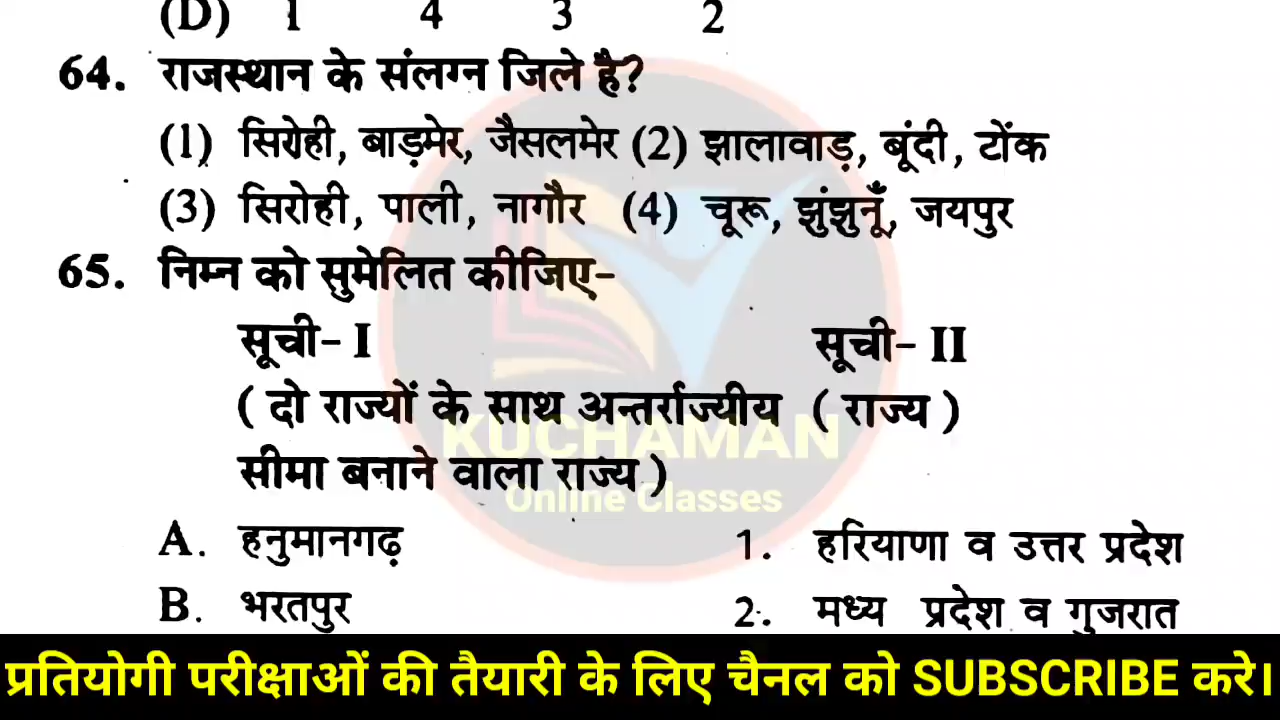 (D) 1 4 3 2
64. राजस्थान के संलग्न जिले है?
(1) सिरोही, बाड़मेर, जैसलमेर (2) झालावाड़, बूंदी, टोंक
(3) सिरोही, पाली, नागौर (4) चूरू, झुंझुनूँ, जयपुर
65. निम्न को सुमेलित कीजिए-
सूची- I सूची- II
( दो राज्यों के साथ अन्तर्राज्यीय ( राज्य )
KUCHAMAN
सीमा बनाने वाला राज्य )
Online Classes
A. हनुमानगढ़ 1. हरियाणा व उत्तर प्रदेश
B. भरतपुर 2. मध्य प्रदेश व गुजरात
प्रतियोगी परीक्षाओं की तैयारी के लिए चैनल को SUBSCRIBE करे।